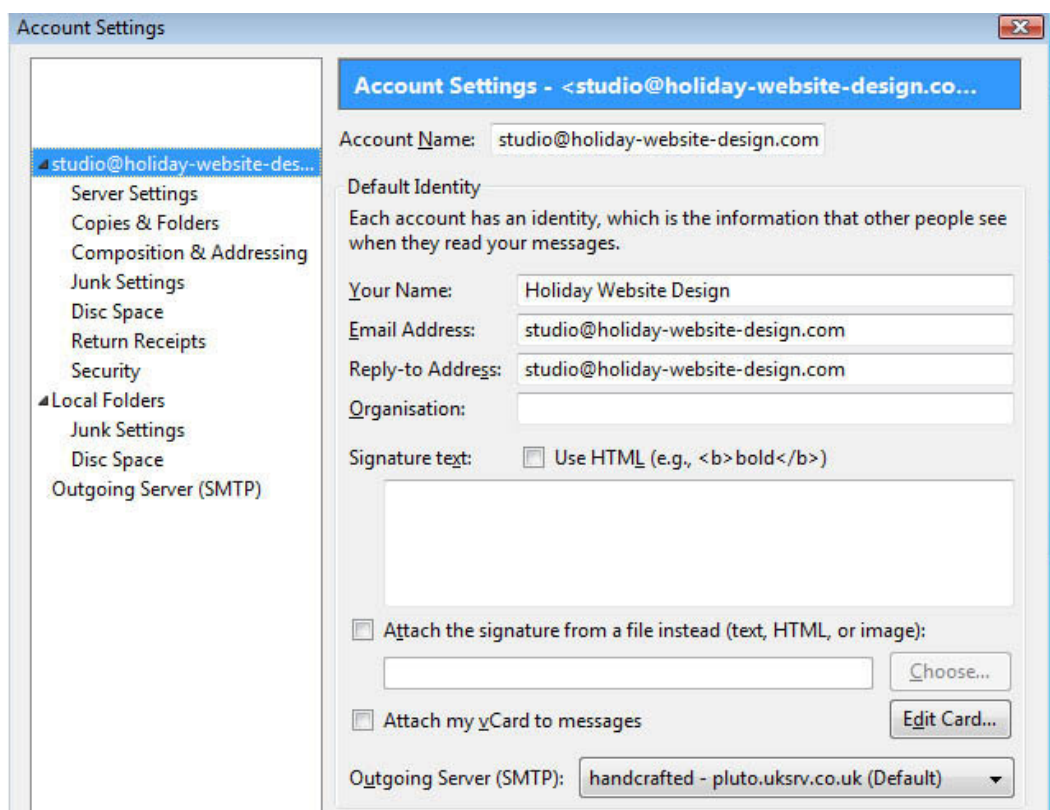 Account Settings
studio@holiday-website-des...
Server Settings
Copies & Folders
Composition & Addressing
Junk Settings
Disc Space
Return Receipts
Security
Local Folders
Junk Settings
Disc Space
Outgoing Server (SMTP)
Account Settings - <studio@holiday-website-design.co...
Account Name: studio@holiday-website-design.com
Default Identity
Each account has an identity, which is the information that other people see
when they read your messages.
Your Name: Holiday Website Design
Email Address: studio@holiday-website-design.com
Reply-to Address: studio@holiday-website-design.com
Organisation:
Signature text: Use HTML (e.g., <b>bold</b>)
Attach the signature from a file instead (text, HTML, or image):
Choose...
Attach my vCard to messages
Edit Card...
Outgoing Server (SMTP): handcrafted - pluto.uksrv.co.uk (Default)